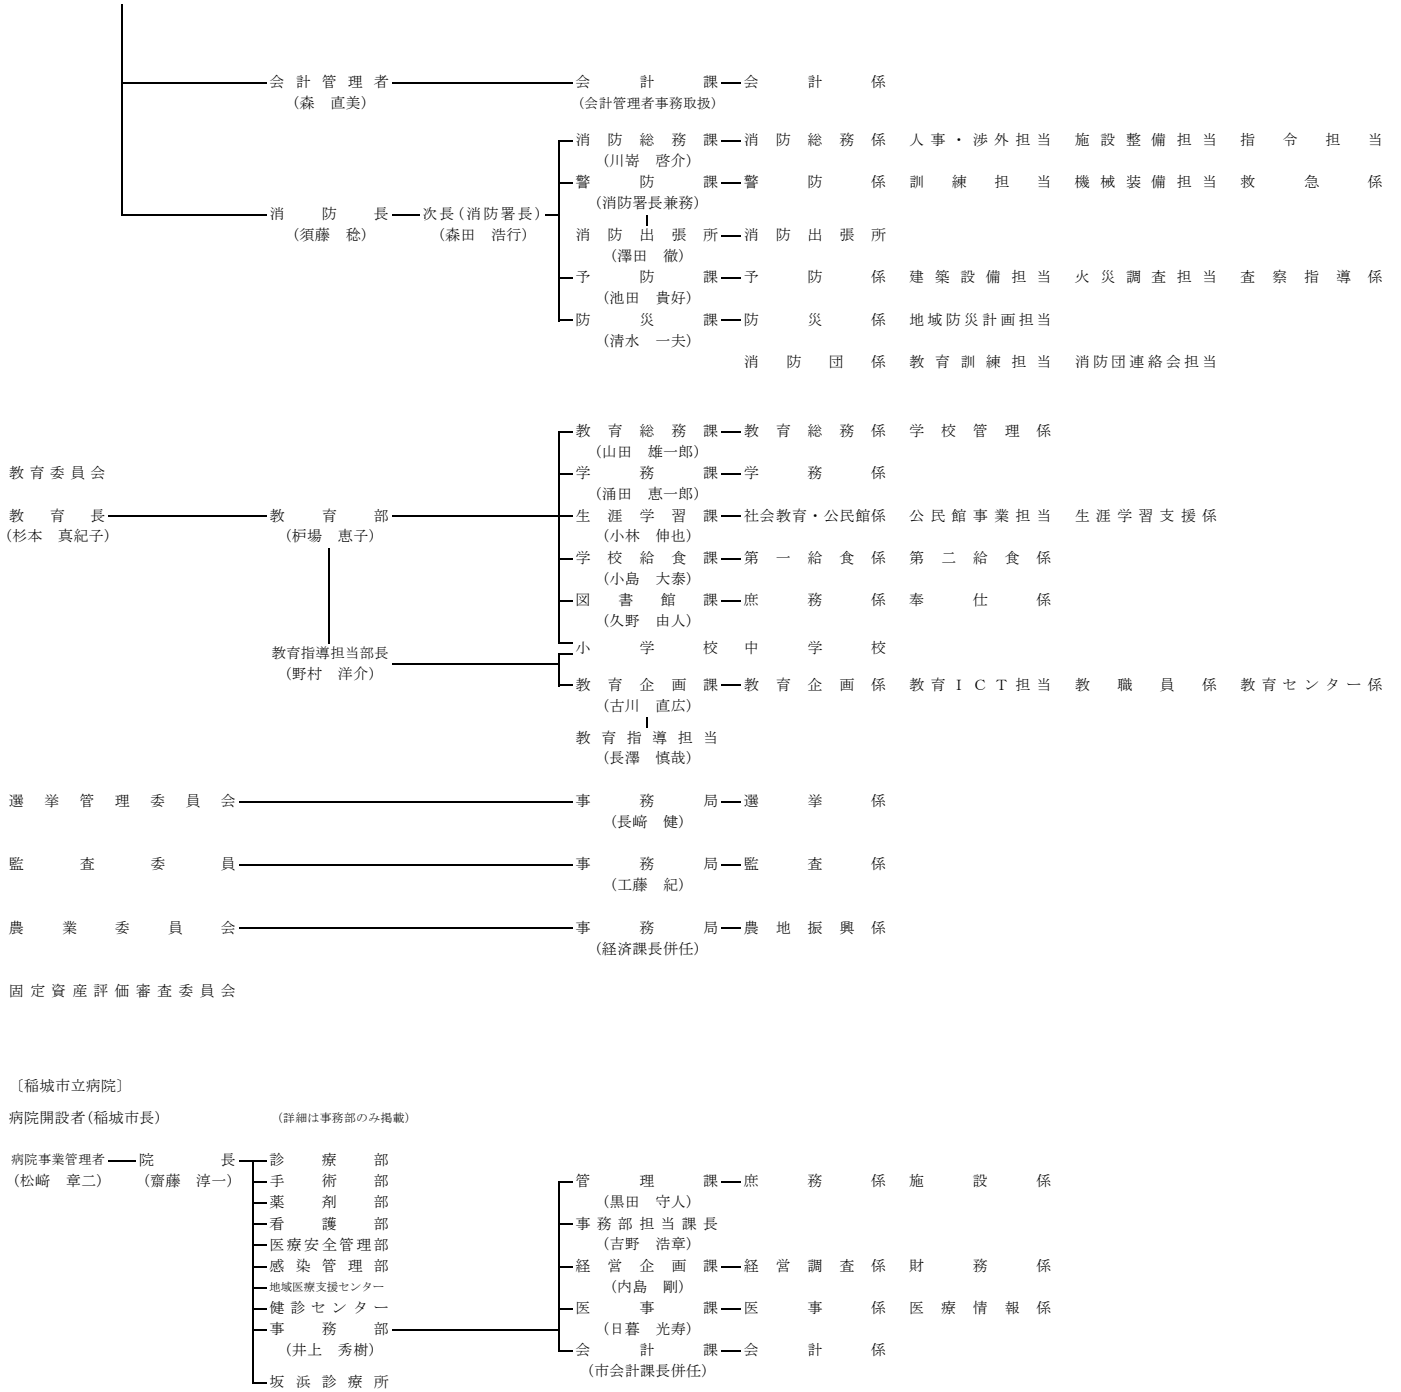 会計管理者 会計課 会計係
(森 直美) (会計管理者事務取扱)
消防総務課 消防総務係 人事・渉外担当 施設整備担当 指令担当
(川嵜 啓介)
警防課 警防係 訓練担当 機械装備担当 救急係
(消防署長兼務)
消防長 次長(消防署長)
(須藤 稔) (森田 浩行) 消防出張所 消防出張所
(澤田 徹)
予防課 予防係 建築設備担当 火災調査担当 査察指導係
(池田 貴好)
防災課 防災係 地域防災計画担当
(清水 一夫)
消防団係 教育訓練担当 消防団連絡会担当
教育総務課 教育総務係 学校管理係
(山田 雄一郎)
教育委員会 学務課 学務係
(涌田 恵一郎)
教育長 教育部 生涯学習課 社会教育・公民館係 公民館事業担当 生涯学習支援係
(杉本 真紀子) (枦場 恵子) (小林 伸也)
学校給食課 第一給食係 第二給食係
(小島 大泰)
図書館課 庶務係 奉仕係
(久野 由人)
小学校 中学校
教育指導担当部長
(野村 洋介)
教育企画課 教育企画係 教育ICT担当 教職員係 教育センター係
(古川 直広)
教育指導担当
(長澤 慎哉)
選挙管理委員会 事務局 選挙係
(長﨑 健)
監査委員 事務局 監査係
(工藤 紀)
農業委員会 事務局 農地振興係
(経済課長併任)
固定資産評価審査委員会
〔稲城市立病院〕
病院開設者(稲城市長) (詳細は事務部のみ掲載)
病院事業管理者 院長 診療部
(松﨑 章二) (齋藤 淳一) 手術部 管理課 庶務係 施設係
薬剤部 (黒田 守人)
看護部 事務部担当課長
医療安全管理部 (吉野 浩章)
感染管理部 経営企画課 経営調査係 財務係
地域医療支援センター (内島 剛)
健診センター 医事課 医事係 医療情報係
事務部 (日暮 光寿)
(井上 秀樹) 会計課 会計係
(市会計課長併任)
坂浜診療所